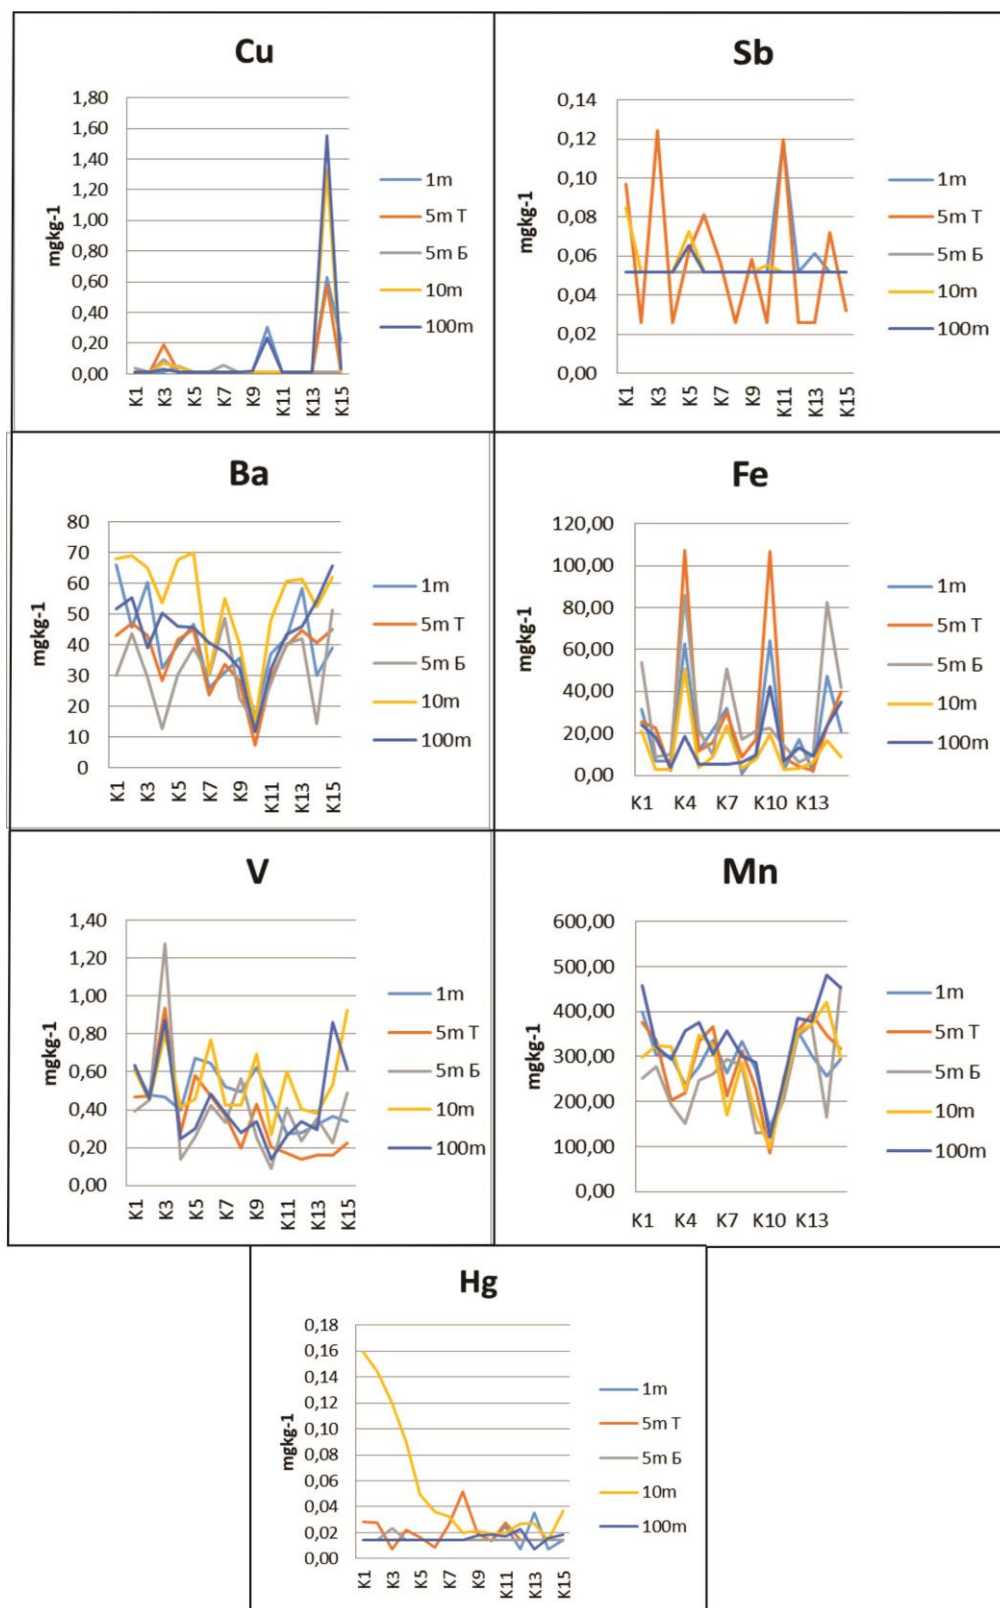 Cu
1,80
1,60
1,40
1,20
1,00
0,80
0,60
0,40
0,20
0,00
mgkg-1
K1
K3
K5
K7
K9
K11
K13
K15
1m
5m T
5m Б
10m
100m
Sb
0,14
0,12
0,10
0,08
0,06
0,04
0,02
0,00
mgkg-1
K1
K3
K5
K7
K9
K11
K13
K15
1m
5m T
5m Б
10m
100m
Ba
80
70
60
50
40
30
20
10
0
mgkg-1
K1
K3
K5
K7
K9
K11
K13
K15
1m
5m T
5m Б
10m
100m
Fe
120,00
100,00
80,00
60,00
40,00
20,00
0,00
mgkg-1
K1 K4 K7 K10 K13
1m
5m T
5m Б
10m
100m
V
1,40
1,20
1,00
0,80
0,60
0,40
0,20
0,00
mgkg-1
K1
K3
K5
K7
K9
K11
K13
K15
1m
5m T
5m Б
10m
100m
Mn
600,00
500,00
400,00
300,00
200,00
100,00
0,00
mgkg-1
K1 K4 K7 K10 K13
1m
5m T
5m Б
10m
100m
Hg
0,18
0,16
0,14
0,12
0,10
0,08
0,06
0,04
0,02
0,00
mgkg-1
K1
K3
K5
K7
K9
K11
K13
K15
1m
5m T
5m Б
10m
100m